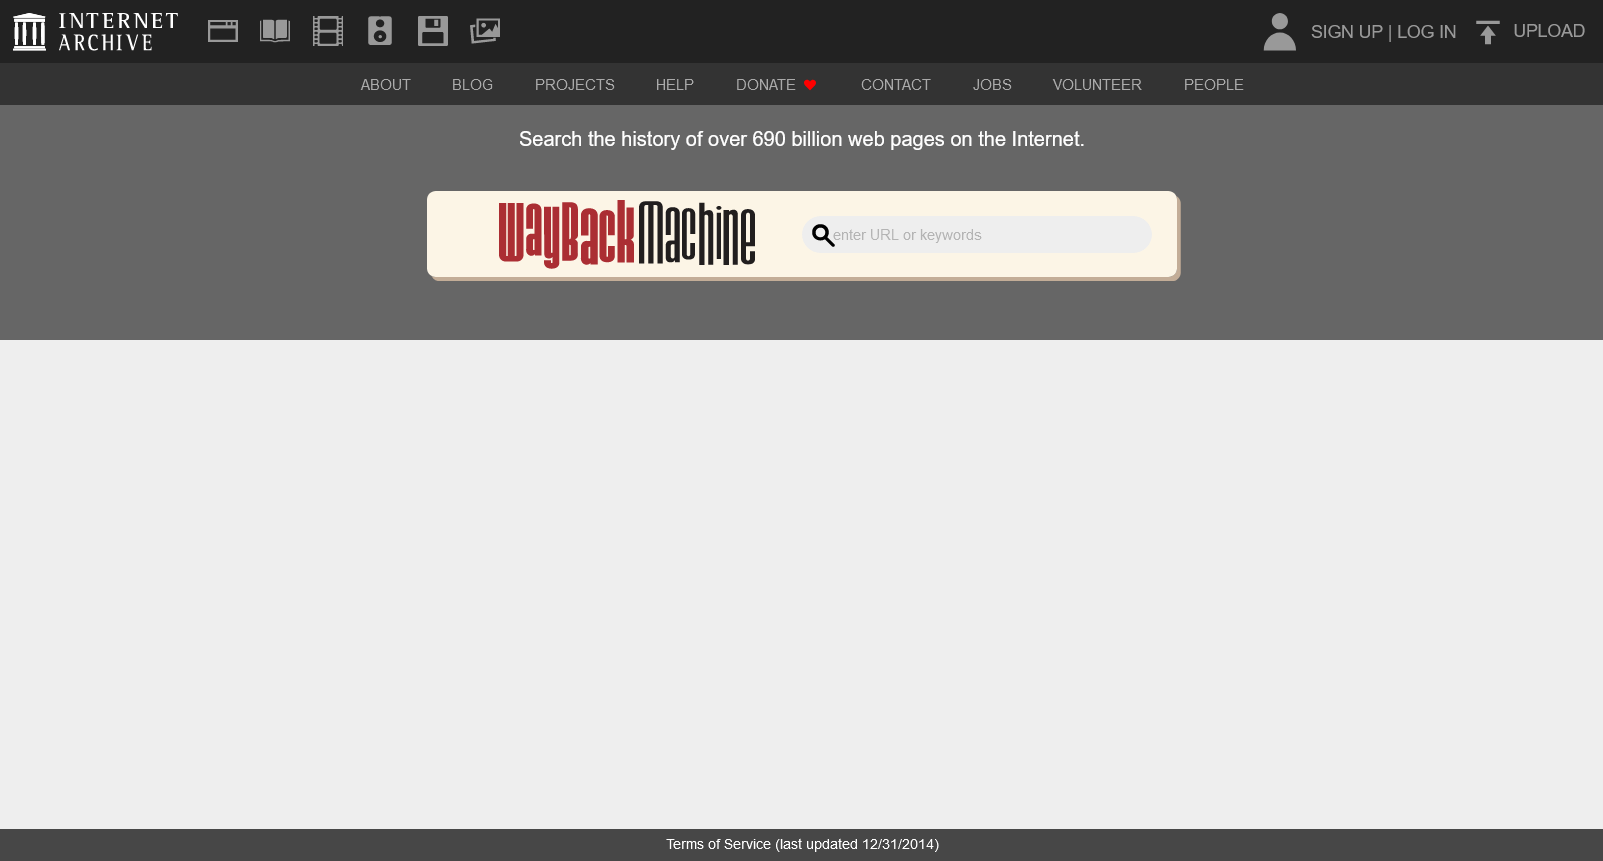 INTERNET
ARCHIVE
SIGN UP | LOG IN
UPLOAD
ABOUT
BLOG
PROJECTS
HELP
DONATE
CONTACT
JOBS
VOLUNTEER
PEOPLE
Search the history of over 690 billion web pages on the Internet.
WayBackMachine
enter URL or keywords
Terms of Service (last updated 12/31/2014)